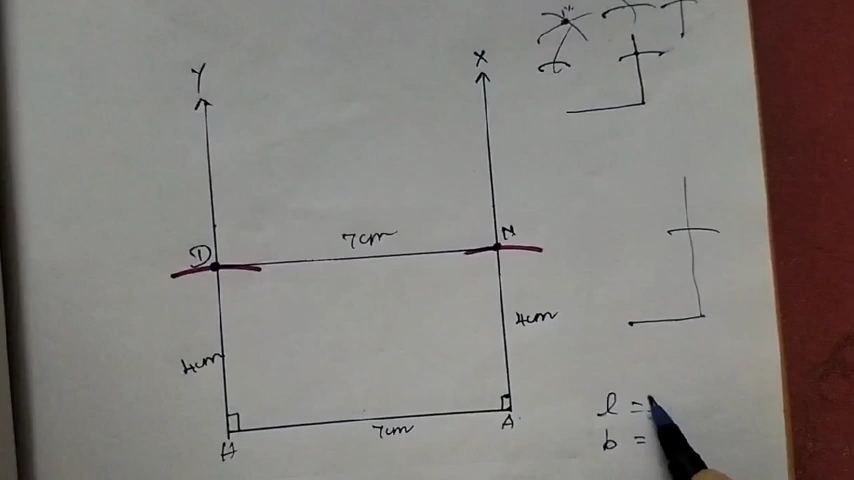 Y
X
D
7cm
N
4cm
4cm
H
7cm
A
l =
b =